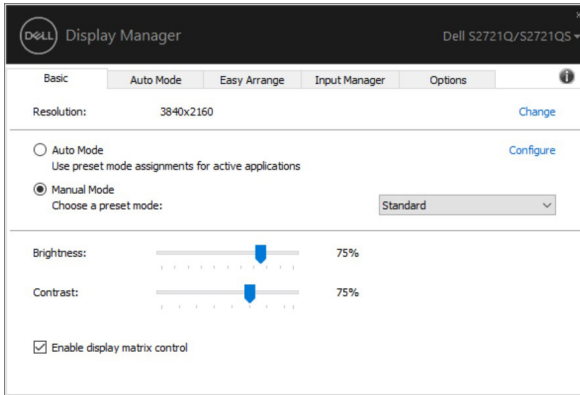 DELL Display Manager
Dell S2721Q/S2721QS
Basic Auto Mode Easy Arrange Input Manager Options
Resolution: 3840x2160 Change
Auto Mode Configure
Use preset mode assignments for active applications
Manual Mode
Choose a preset mode: Standard
Brightness: 75%
Contrast: 75%
Enable display matrix control